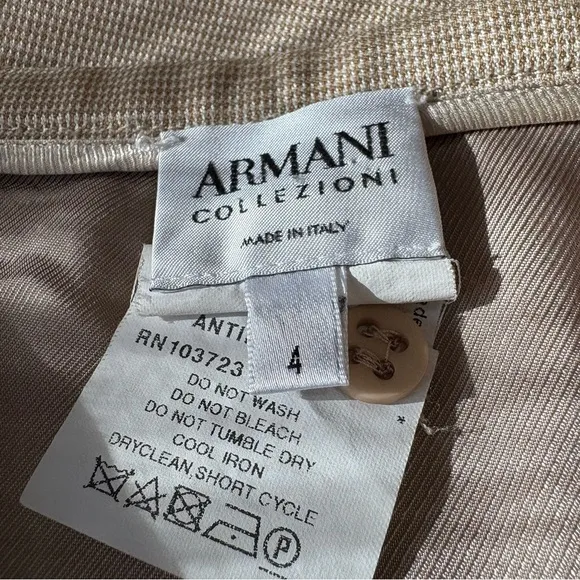 ARMANI
COLLEZIONI
MADE IN ITALY
4
RN103723
DO NOT WASH
DO NOT BLEACH
DO NOT TUMBLE DRY
COOL IRON
DRYCLEAN,SHORT CYCLE
P